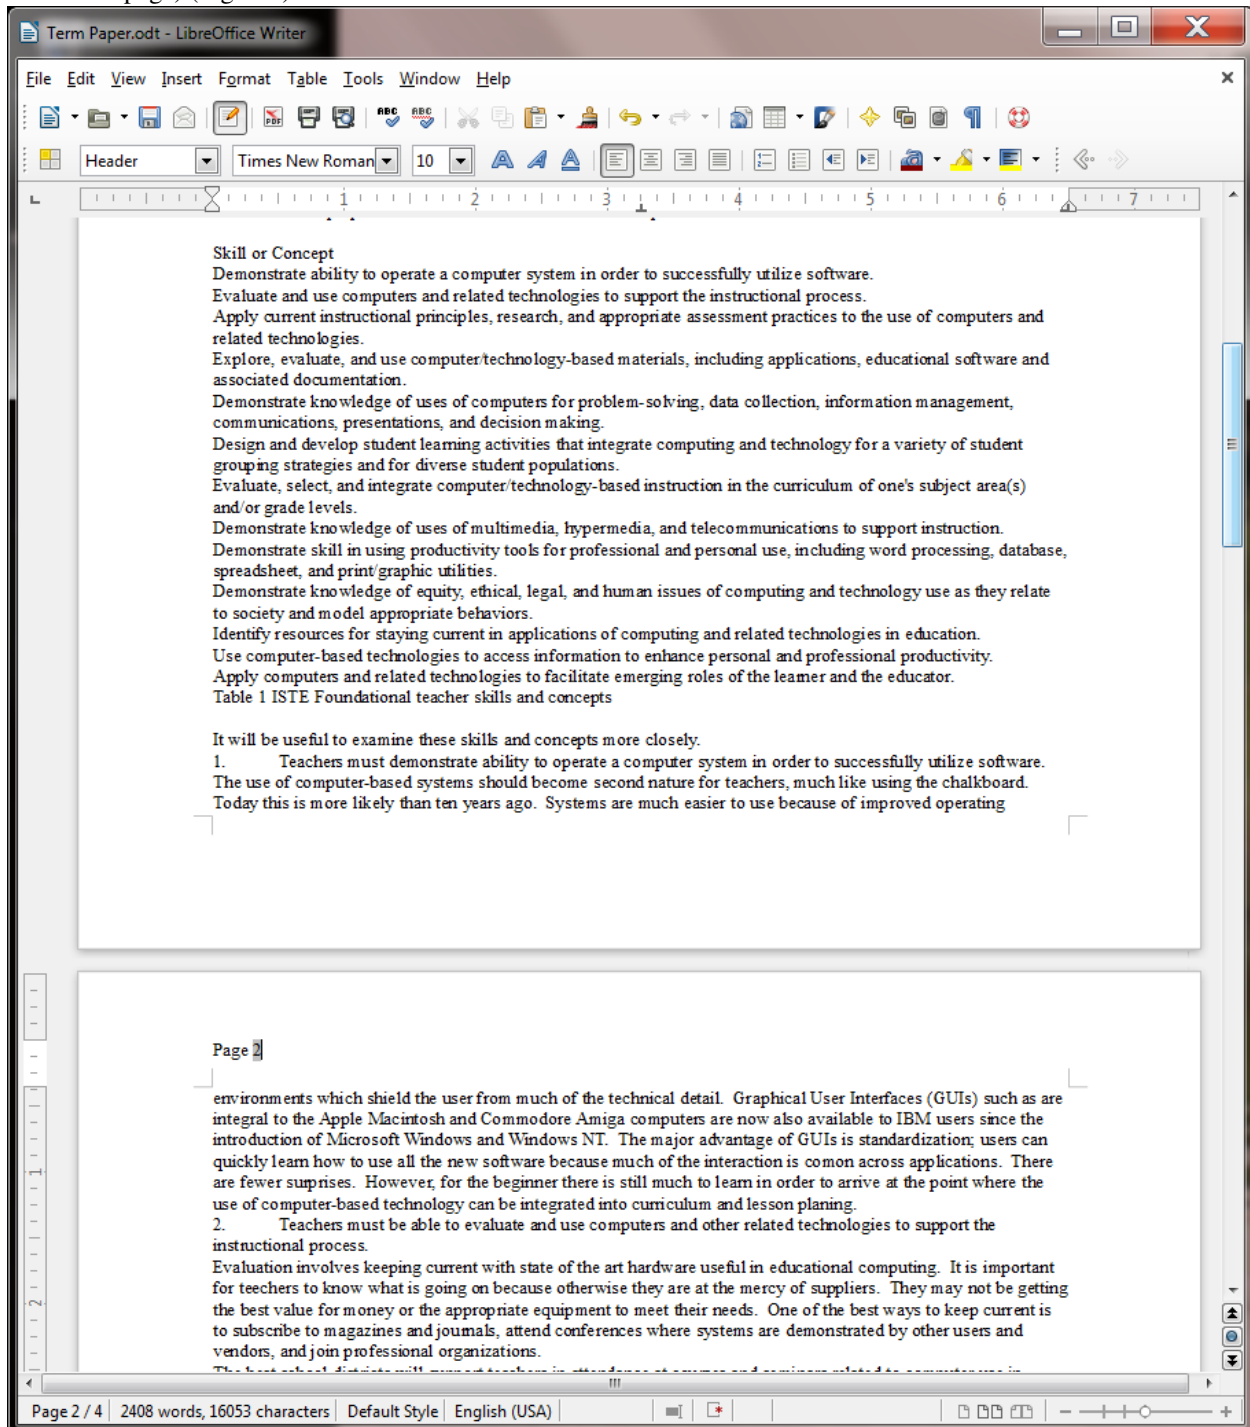 Term Paper.odt - LibreOffice Writer
File Edit View Insert Format Table Tools Window Help
Header Times New Roman 10
1 2 3 4 5 6 7
Skill or Concept
Demonstrate ability to operate a computer system in order to successfully utilize software.
Evaluate and use computers and related technologies to support the instructional process.
Apply current instructional principles, research, and appropriate assessment practices to the use of computers and
related technologies.
Explore, evaluate, and use computer/technology-based materials, including applications, educational software and
associated documentation.
Demonstrate knowledge of uses of computers for problem-solving, data collection, information management,
communications, presentations, and decision making.
Design and develop student learning activities that integrate computing and technology for a variety of student
grouping strategies and for diverse student populations.
Evaluate, select, and integrate computer/technology-based instruction in the curriculum of one's subject area(s)
and/or grade levels.
Demonstrate knowledge of uses of multimedia, hypermedia, and telecommunications to support instruction.
Demonstrate skill in using productivity tools for professional and personal use, including word processing, database,
spreadsheet, and print/graphic utilities.
Demonstrate knowledge of equity, ethical, legal, and human issues of computing and technology use as they relate
to society and model appropriate behaviors.
Identify resources for staying current in applications of computing and related technologies in education.
Use computer-based technologies to access information to enhance personal and professional productivity.
Apply computers and related technologies to facilitate emerging roles of the learner and the educator.
Table 1 ISTE Foundational teacher skills and concepts
It will be useful to examine these skills and concepts more closely.
1. Teachers must demonstrate ability to operate a computer system in order to successfully utilize software.
The use of computer-based systems should become second nature for teachers, much like using the chalkboard.
Today this is more likely than ten years ago. Systems are much easier to use because of improved operating
Page 2
environments which shield the user from much of the technical detail. Graphical User Interfaces (GUIs) such as are
integral to the Apple Macintosh and Commodore Amiga computers are now also available to IBM users since the
introduction of Microsoft Windows and Windows NT. The major advantage of GUIs is standardization; users can
quickly learn how to use all the new software because much of the interaction is comon across applications. There
are fewer surprises. However, for the beginner there is still much to learn in order to arrive at the point where the
use of computer-based technology can be integrated into curriculum and lesson planing.
2. Teachers must be able to evaluate and use computers and other related technologies to support the
instructional process.
Evaluation involves keeping current with state of the art hardware useful in educational computing. It is important
for teechers to know what is going on because otherwise they are at the mercy of suppliers. They may not be getting
the best value for money or the appropriate equipment to meet their needs. One of the best ways to keep current is
to subscribe to magazines and journals, attend conferences where systems are demonstrated by other users and
vendors, and join professional organizations.
Page 2 / 4 2408 words, 16053 characters Default Style English (USA)